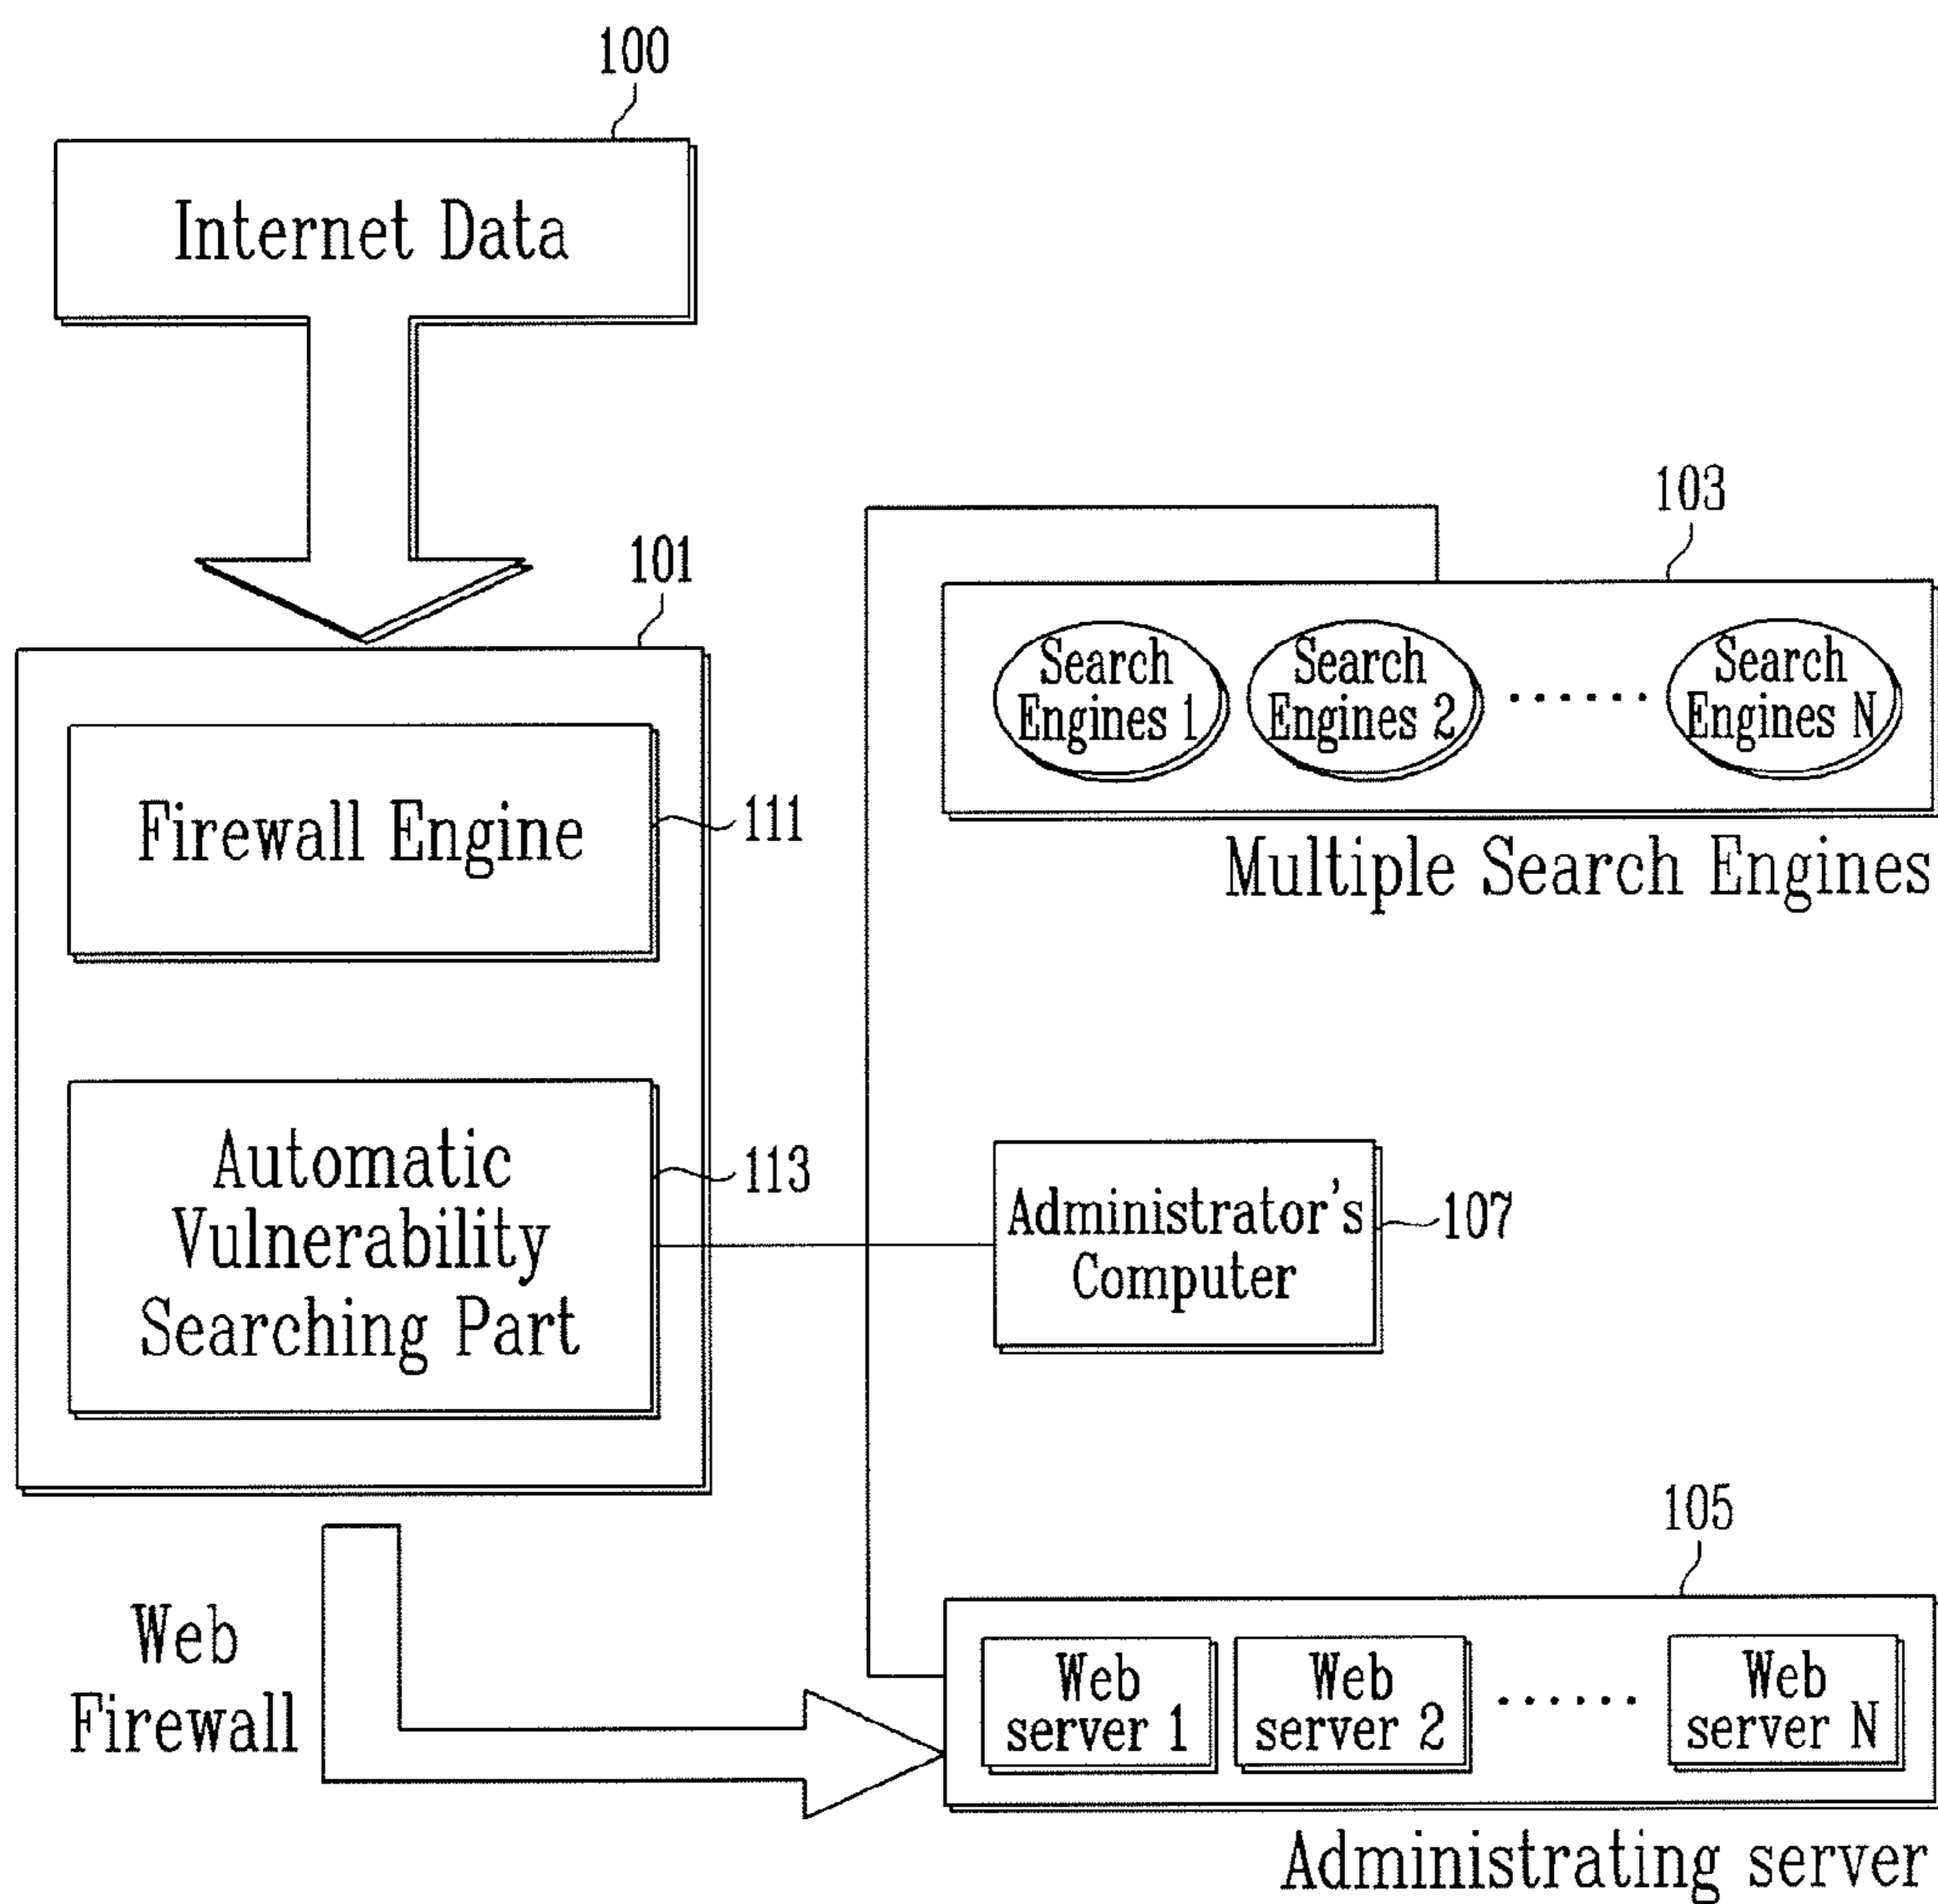 100
Internet Data
101
Firewall Engine
111
Automatic
Vulnerability
Searching Part
113
Web
Firewall
103
Search
Engines 1
Search
Engines 2
······
Search
Engines N
Multiple Search Engines
Administrator's
Computer
107
105
Web
server 1
Web
server 2
······
Web
server N
Administrating server